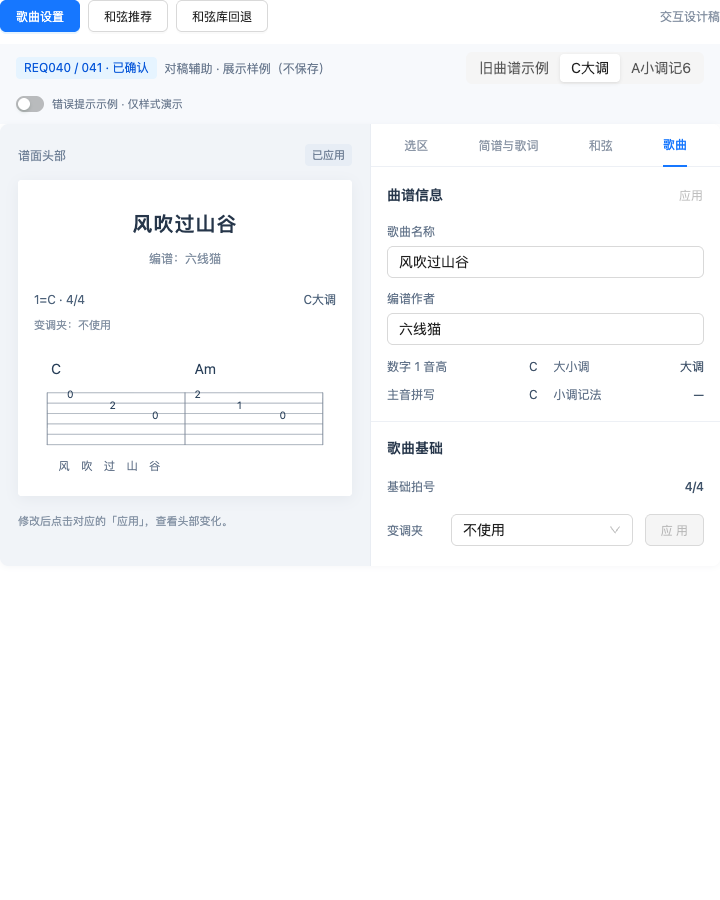 歌曲设置 和弦推荐 和弦库回退 交互设计稿
REQ040 / 041 · 已确认 对稿辅助 · 展示样例（不保存） 旧曲谱示例 C大调 A小调记6
错误提示示例 · 仅样式演示
谱面头部 已应用
风吹过山谷
编谱：六线猫
1=C · 4/4 C大调
变调夹：不使用
C Am
0 2
2 1
0 0
风 吹 过 山 谷
修改后点击对应的「应用」，查看头部变化。
选区 简谱与歌词 和弦 歌曲
曲谱信息 应用
歌曲名称
风吹过山谷
编谱作者
六线猫
数字 1 音高 C 大小调 大调
主音拼写 C 小调记法 —
歌曲基础
基础拍号 4/4
变调夹 不使用 应 用